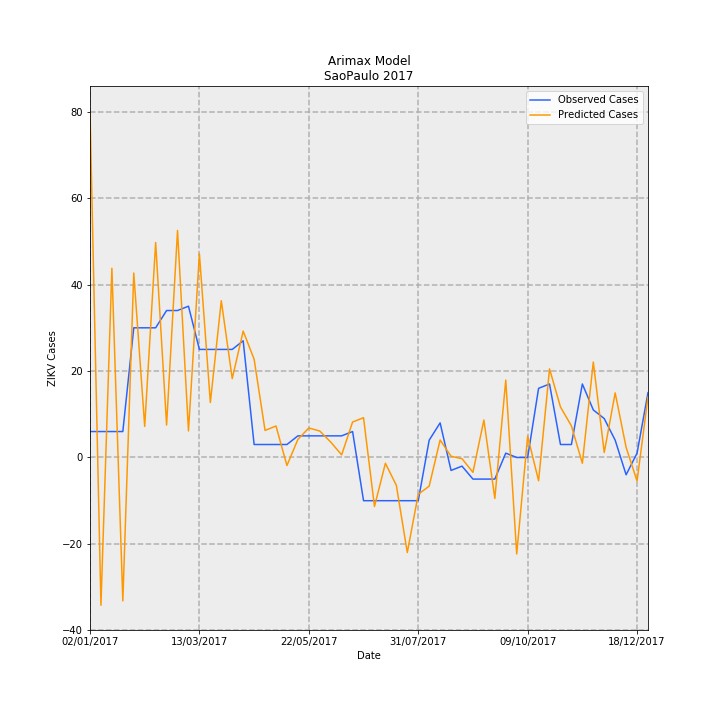 Arimax Model
SaoPaulo 2017
Observed Cases
Predicted Cases
80
60
40
20
0
−20
−40
ZIKV Cases
02/01/2017
13/03/2017
22/05/2017
31/07/2017
09/10/2017
18/12/2017
Date